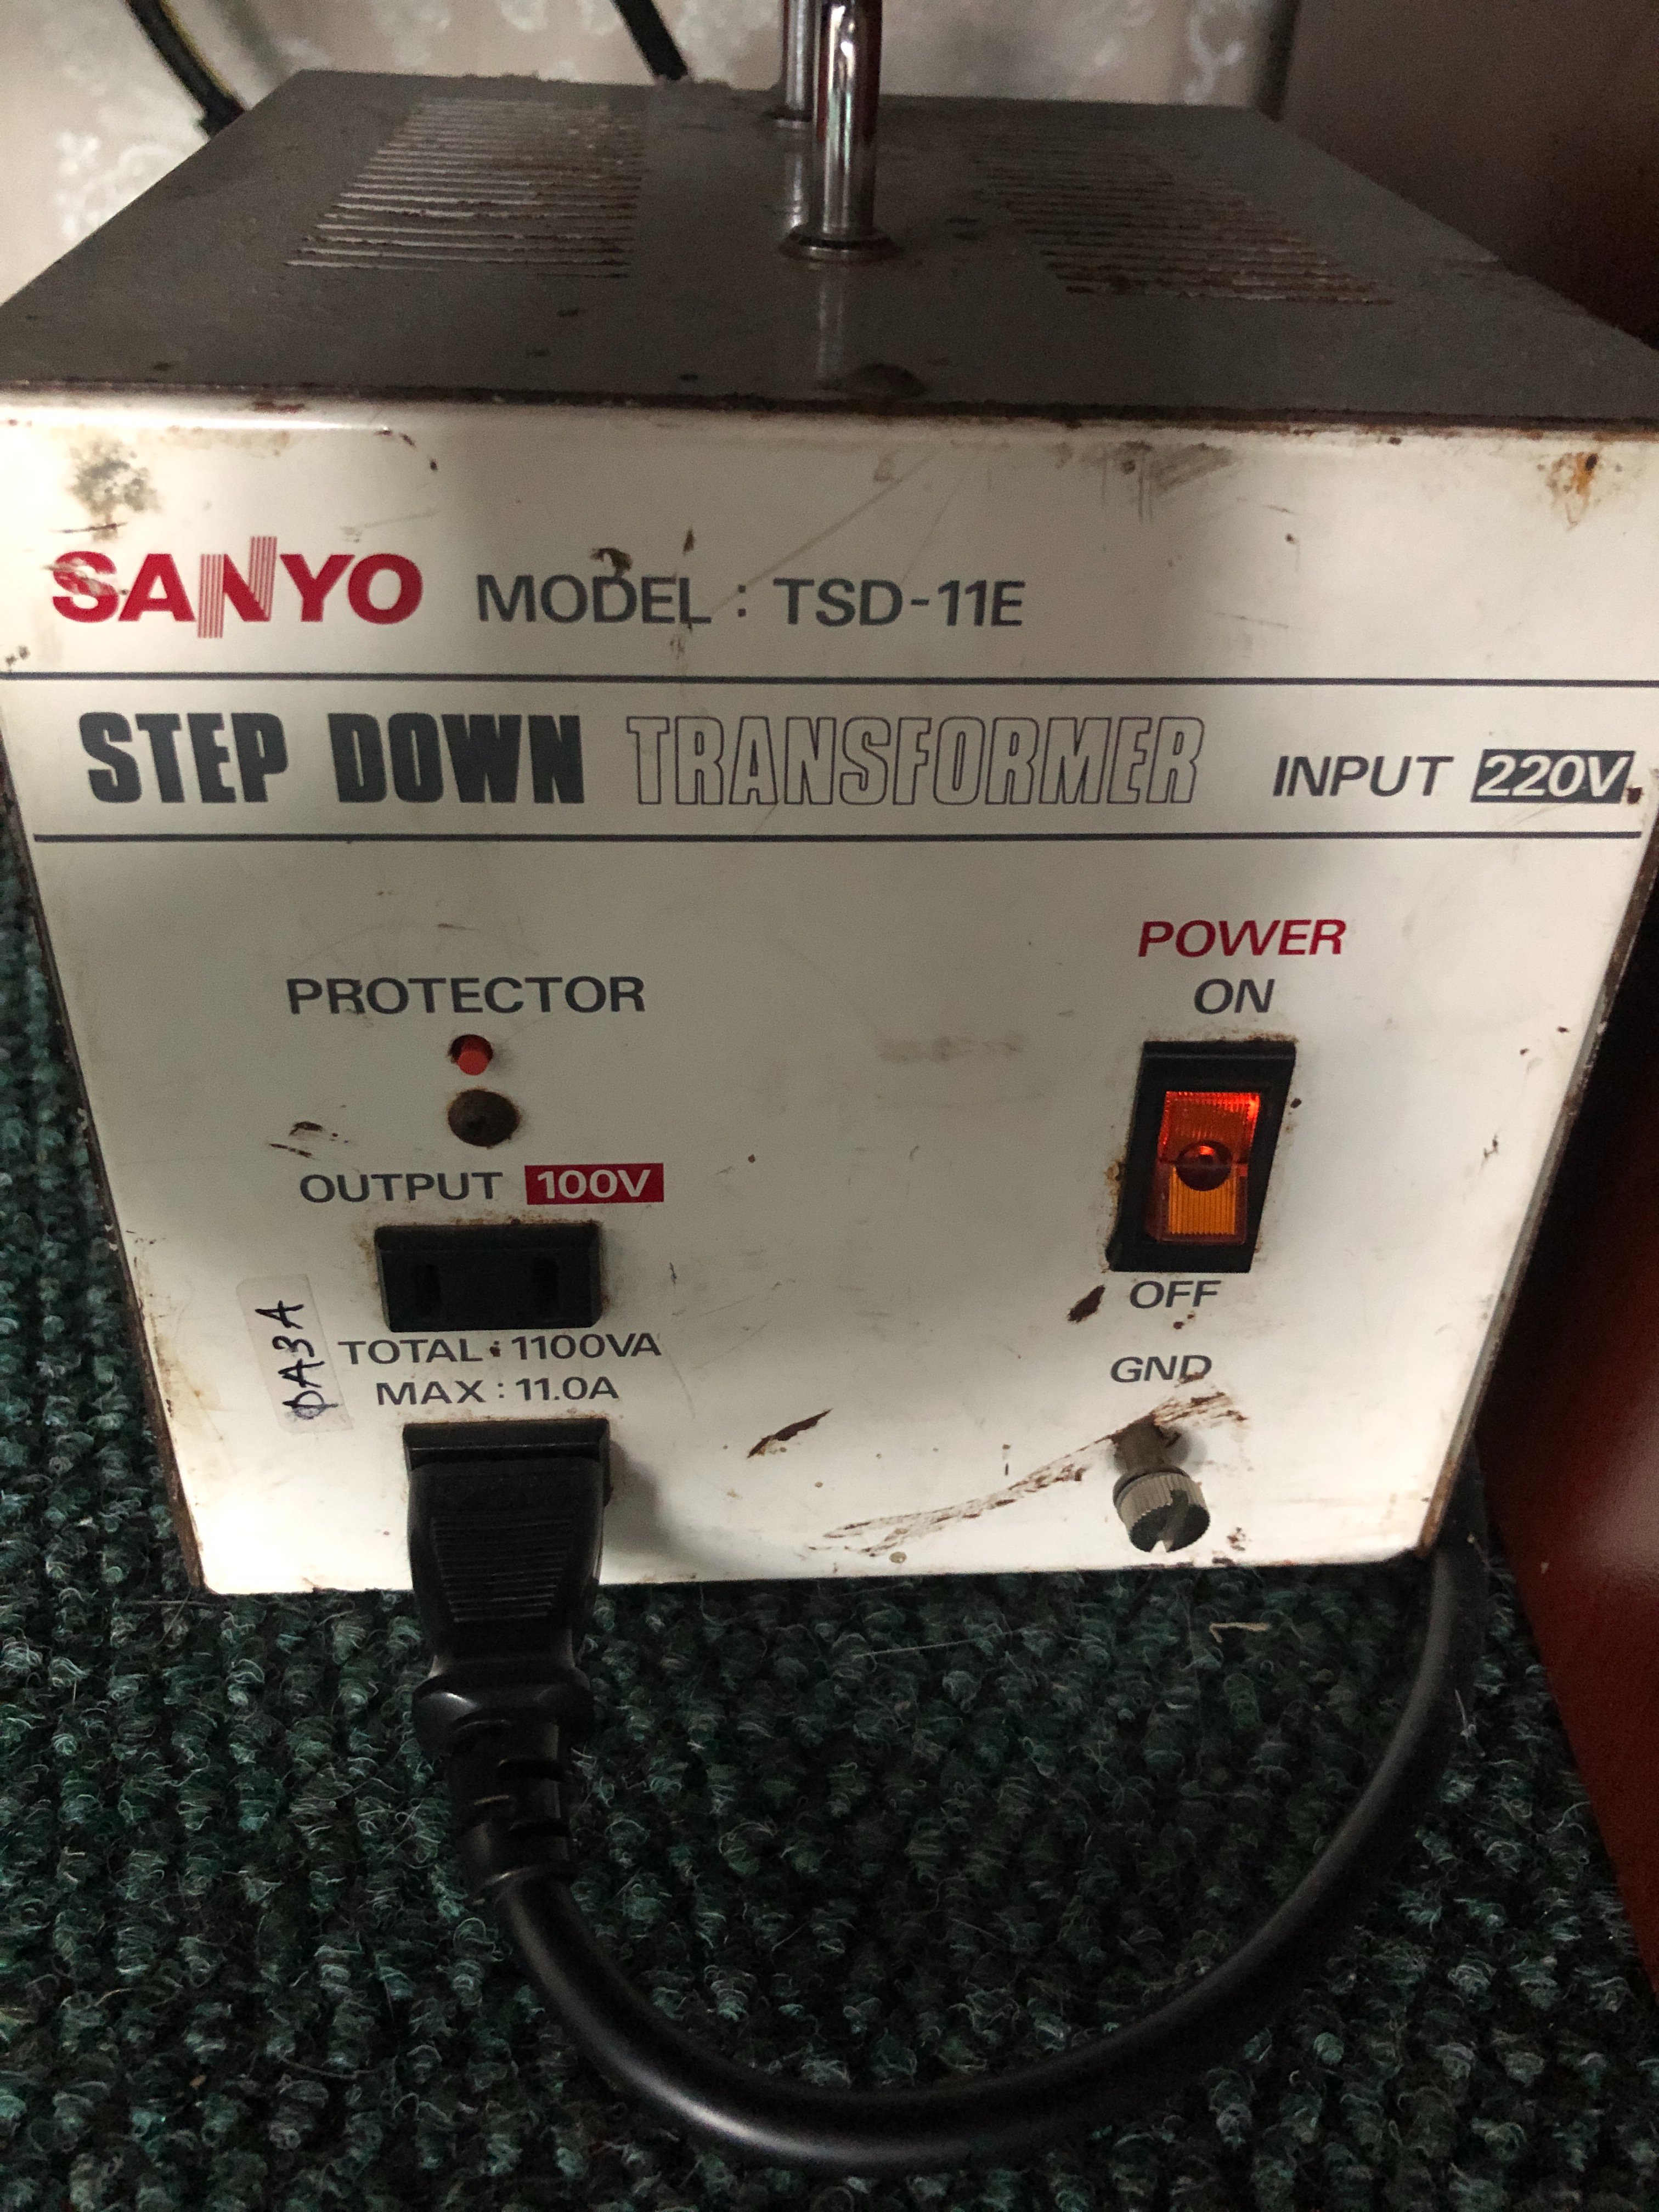 SANYO MODEL : TSD-11E
STEP DOWN TRANSFORMER INPUT 220V
POWER
ON
PROTECTOR
OUTPUT 100V
OFF
TOTAL : 1100VA
MAX : 11.0A
GND